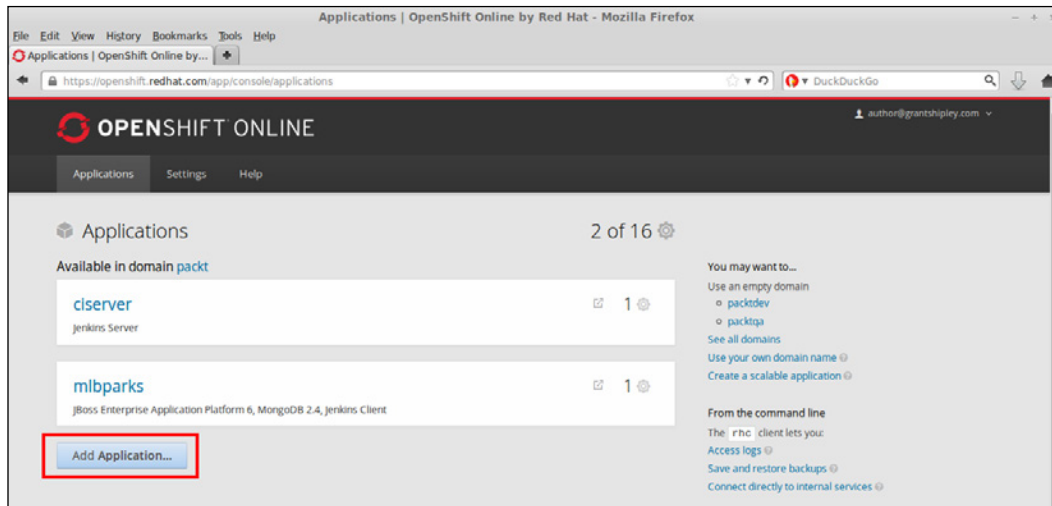 Applications | OpenShift Online by Red Hat - Mozilla Firefox
File Edit View History Bookmarks Tools Help
Applications | OpenShift Online by...
https://openshift.redhat.com/app/console/applications
DuckDuckGo
OPENSHIFT ONLINE
author@grantshipley.com
Applications Settings Help
Applications
2 of 16
Available in domain packt
ciserver
1
Jenkins Server
mlbparks
1
JBoss Enterprise Application Platform 6, MongoDB 2.4, Jenkins Client
Add Application...
You may want to...
Use an empty domain
packtdev
packtqa
See all domains
Use your own domain name
Create a scalable application
From the command line
The rhc client lets you:
Access logs
Save and restore backups
Connect directly to internal services